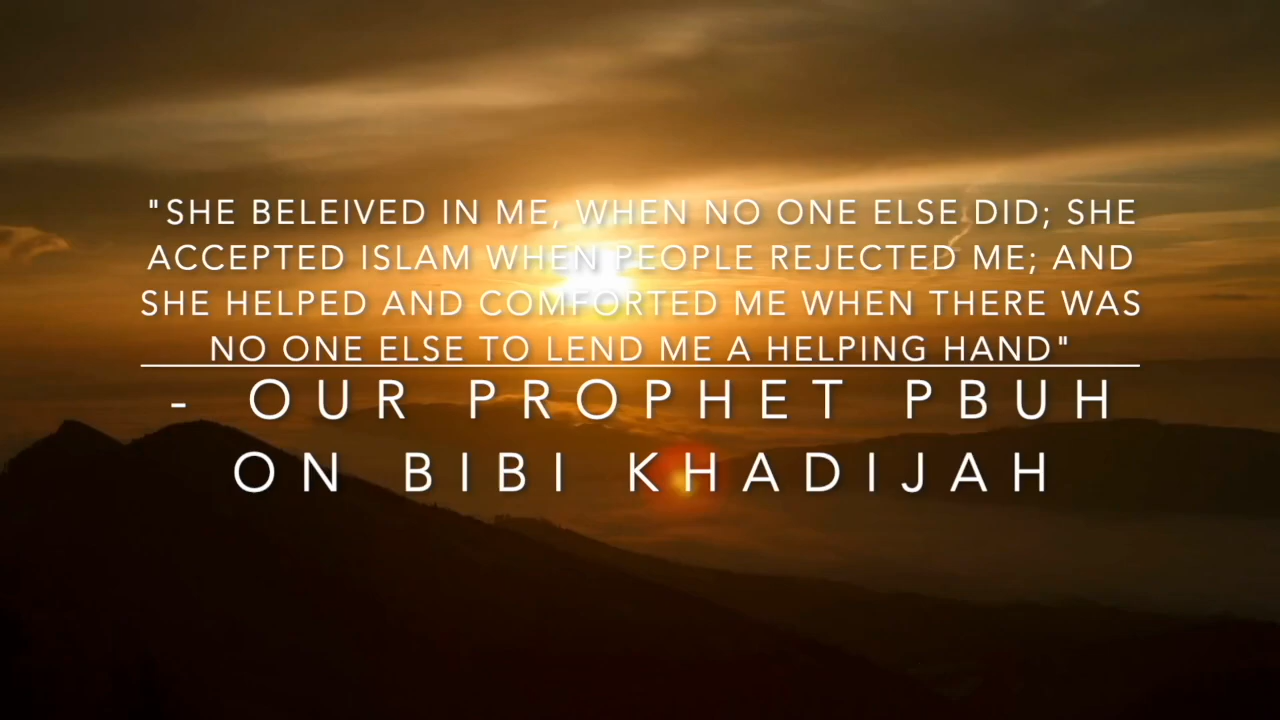 "SHE BELEIVED IN ME, WHEN NO ONE ELSE DID; SHE
ACCEPTED ISLAM WHEN PEOPLE REJECTED ME; AND
SHE HELPED AND COMFORTED ME WHEN THERE WAS
NO ONE ELSE TO LEND ME A HELPING HAND"
- OUR PROPHET PBUH
ON BIBI KHADIJAH